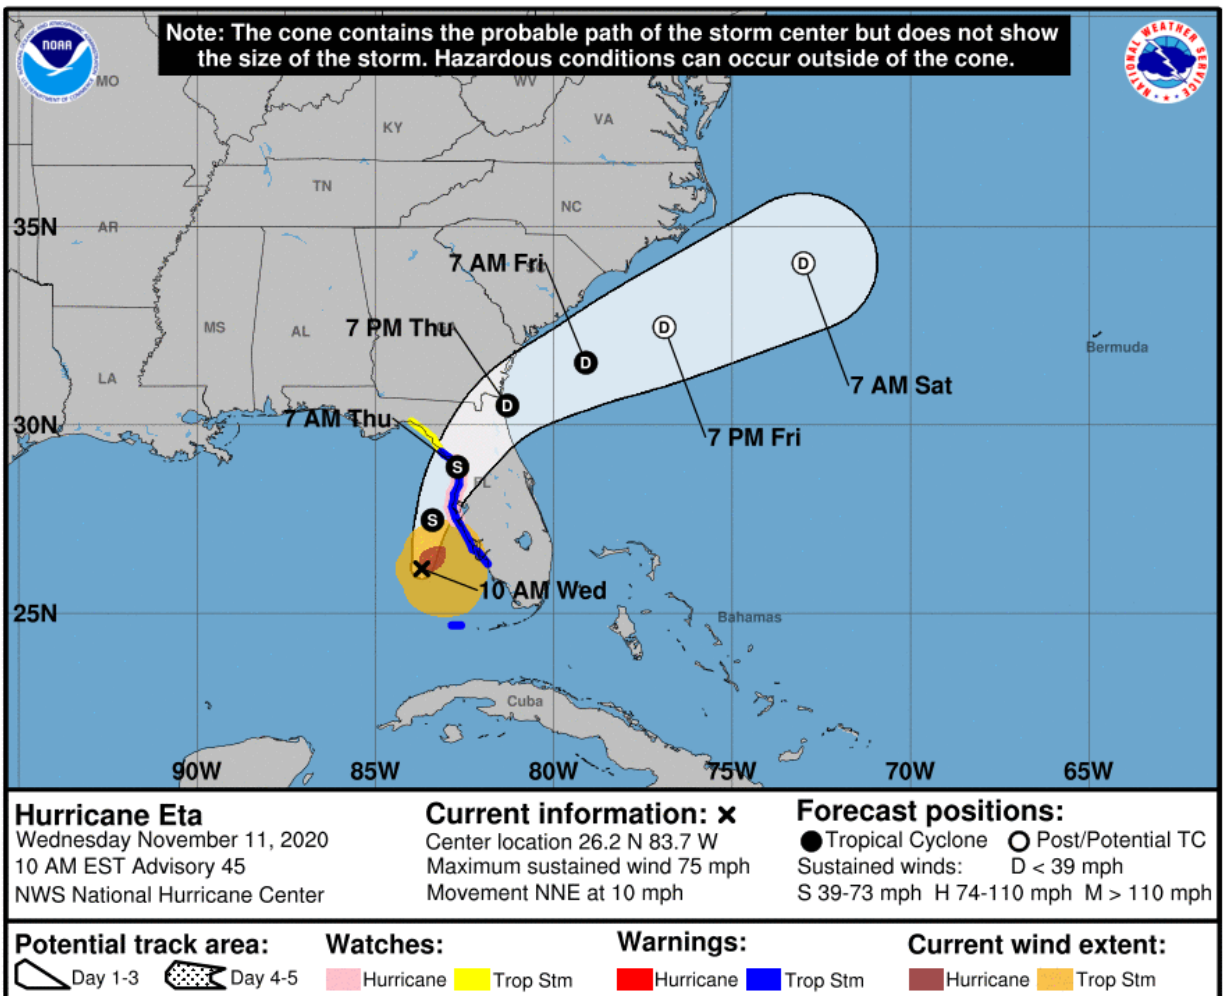 Note: The cone contains the probable path of the storm center but does not show
the size of the storm. Hazardous conditions can occur outside of the cone.
NOAA
NATIONAL WEATHER SERVICE
MO
WV
KY
VA
TN
NC
35N
AR
7 AM Fri
SC
7 PM Thu
MS
AL
Bermuda
LA
7 AM Sat
7 AM Thu
30N
7 PM Fri
FL
10 AM Wed
25N
Bahamas
Cuba
90W 85W 80W 75W 70W 65W
D
D
D
D
S
S
Hurricane Eta
Wednesday November 11, 2020
10 AM EST Advisory 45
NWS National Hurricane Center
Current information: ×
Center location 26.2 N 83.7 W
Maximum sustained wind 75 mph
Movement NNE at 10 mph
Forecast positions:
Tropical Cyclone Post/Potential TC
Sustained winds: D < 39 mph
S 39-73 mph H 74-110 mph M > 110 mph
Potential track area:
Day 1-3 Day 4-5
Watches:
Hurricane Trop Stm
Warnings:
Hurricane Trop Stm
Current wind extent:
Hurricane Trop Stm